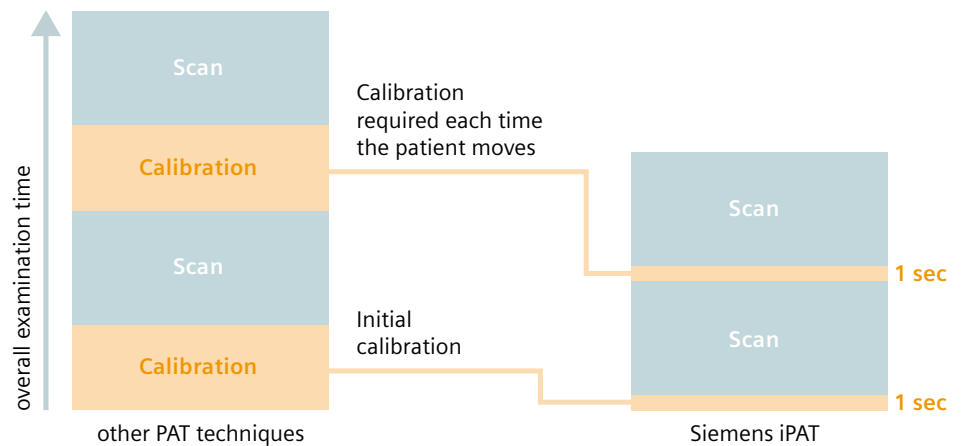 overall examination time
Scan
Calibration
Scan
Calibration
other PAT techniques
Calibration
required each time
the patient moves
Initial
calibration
Scan
1 sec
Scan
1 sec
Siemens iPAT